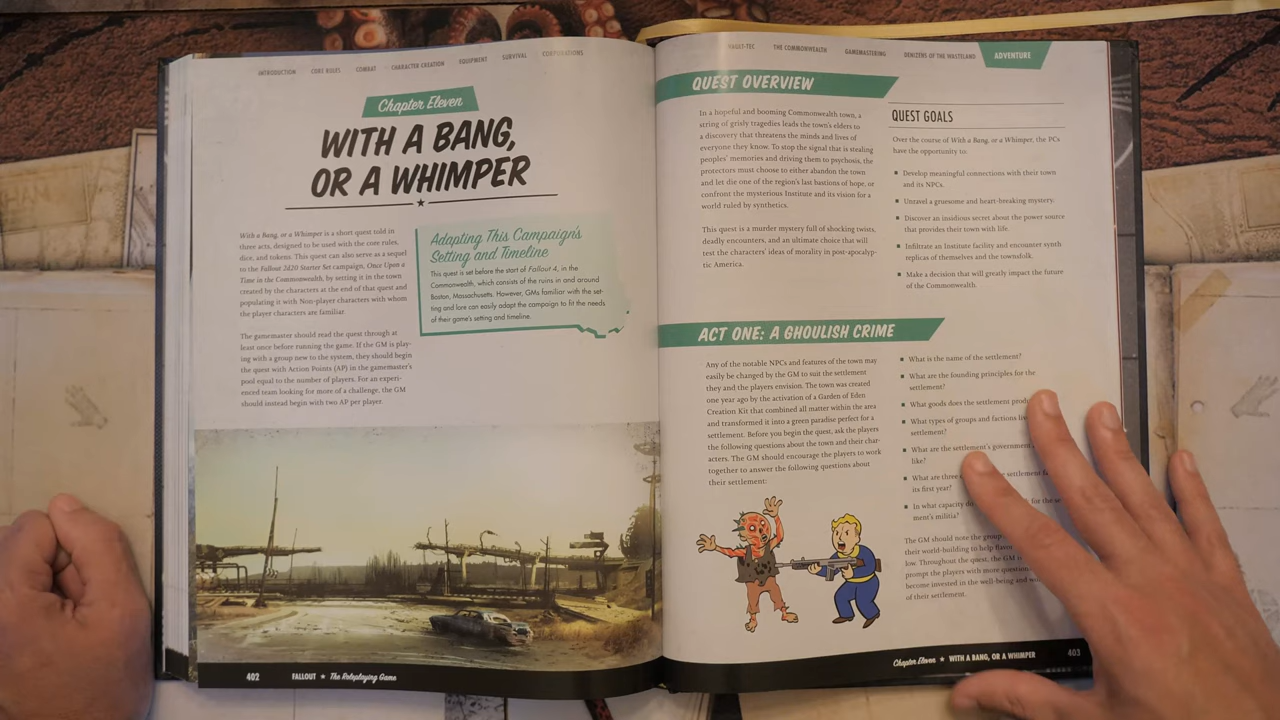 INTRODUCTION CORE RULES COMBAT CHARACTER CREATION EQUIPMENT SURVIVAL CORPORATIONS
Chapter Eleven
WITH A BANG,
OR A WHIMPER
With a Bang, or a Whimper is a short quest told in
three acts, designed to be used with the core rules,
dice, and tokens. This quest can also serve as a sequel
to the Fallout 2d20 Starter Set campaign, Once Upon a
Time in the Commonwealth, by setting it in the town
created by the characters at the end of that quest and
populating it with Non-player characters with whom
the player characters are familiar.
The gamemaster should read the quest through at
least once before running the game. If the GM is play-
ing with a group new to the system, they should begin
the quest with Action Points (AP) in the gamemaster's
pool equal to the number of players. For an experi-
enced team looking for more of a challenge, the GM
should instead begin with two AP per player.
Adapting This Campaign's
Setting and Timeline
This quest is set before the start of Fallout 4, in the
Commonwealth, which consists of the ruins in and around
Boston, Massachusetts. However, GMs familiar with the set-
ting and lore can easily adapt the campaign to fit the needs
of their game's setting and timeline.
402 FALLOUT ★ The Roleplaying Game
VAULT-TEC THE COMMONWEALTH GAMEMASTERING DENIZENS OF THE WASTELAND ADVENTURE
QUEST OVERVIEW
In a hopeful and booming Commonwealth town, a
string of grisly tragedies leads the town's elders to
a discovery that threatens the minds and lives of
everyone they know. To stop the signal that is stealing
peoples' memories and driving them to psychosis, the
protectors must choose to either abandon the town
and let die one of the region's last bastions of hope, or
confront the mysterious Institute and its vision for a
world ruled by synthetics.
This quest is a murder mystery full of shocking twists,
deadly encounters, and an ultimate choice that will
test the characters' ideas of morality in post-apocalyp-
tic America.
QUEST GOALS
Over the course of With a Bang, or a Whimper, the PCs
have the opportunity to:
■ Develop meaningful connections with their town
and its NPCs.
■ Unravel a gruesome and heart-breaking mystery.
■ Discover an insidious secret about the power source
that provides their town with life.
■ Infiltrate an Institute facility and encounter synth
replicas of themselves and the townsfolk.
■ Make a decision that will greatly impact the future
of the Commonwealth.
ACT ONE: A GHOULISH CRIME
Any of the notable NPCs and features of the town may
easily be changed by the GM to suit the settlement
they and the players envision. The town was created
one year ago by the activation of a Garden of Eden
Creation Kit that combined all matter within the area
and transformed it into a green paradise perfect for a
settlement. Before you begin the quest, ask the players
the following questions about the town and their char-
acters. The GM should encourage the players to work
together to answer the following questions about
their settlement:
■ What is the name of the settlement?
■ What are the founding principles for the
settlement?
■ What goods does the settlement
■ What types of groups and factions
settlement?
■ What are the settlement's government
like?
■ What are three settlement
its first year?
■ In what capacity for the
ment's militia?
The GM should note the group
their world-building to help
low. Throughout the quest, the GM
prompt the players with more
become invested in the well-being and
of their settlement.
Chapter Eleven ★ WITH A BANG, OR A WHIMPER 403